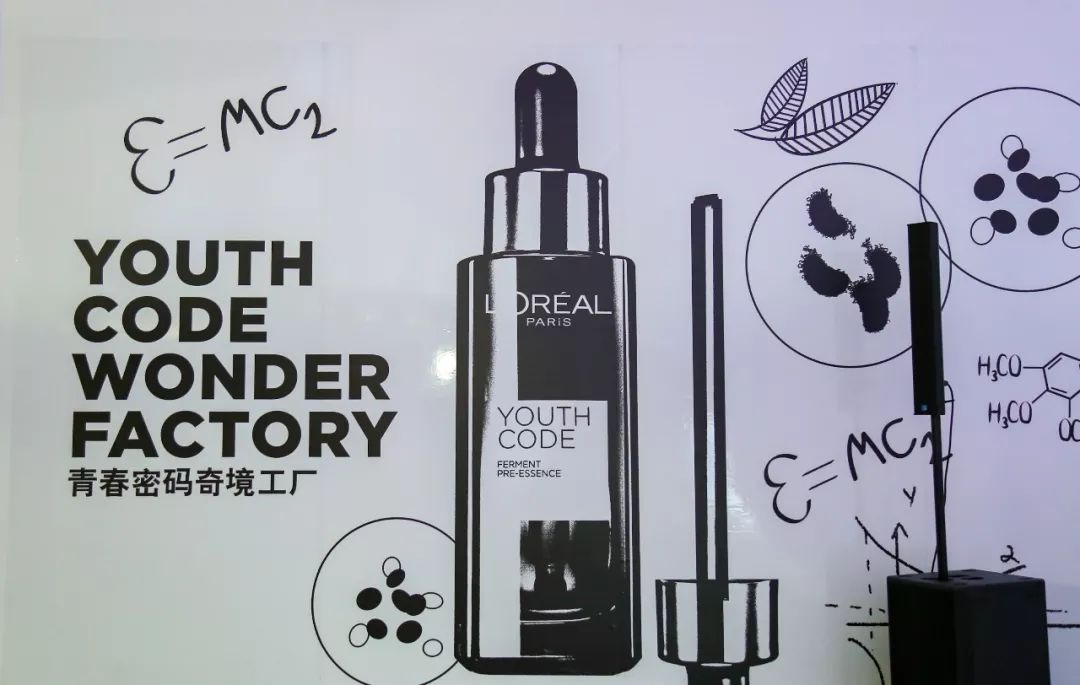 E=MC2
YOUTH
CODE
WONDER
FACTORY
青春密码奇境工厂
L'ORÉAL
PARIS
YOUTH
CODE
FERMENT
PRE-ESSENCE
H3CO
H3CO
E=MC2
Y
2